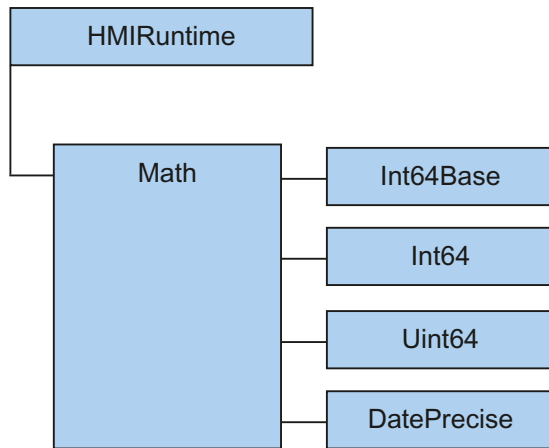 HMIRuntime
Math
Int64Base
Int64
Uint64
DatePrecise